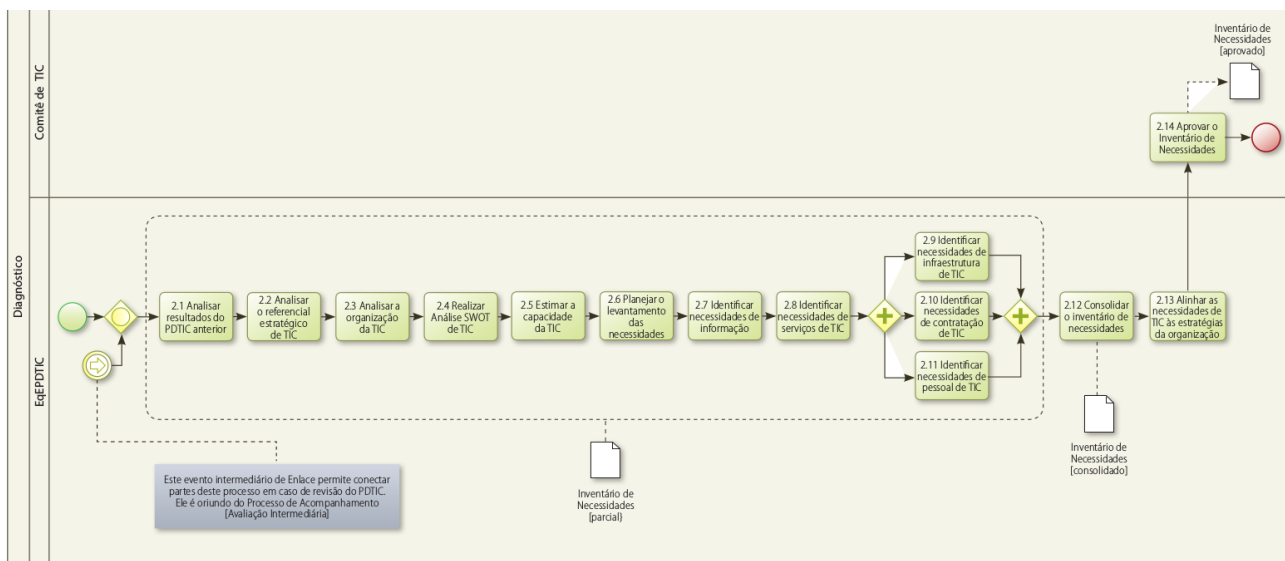 Diagnóstico
Comitê de TIC
Inventário de
Necessidades
[aprovado]
2.14 Aprovar o
Inventário de
Necessidades
EqEPDTIC
2.1 Analisar
resultados do
PDTIC anterior
2.2 Analisar
o referencial
estratégico
de TIC
2.3 Analisar a
organização
da TIC
2.4 Realizar
Análise SWOT
de TIC
2.5 Estimar a
capacidade
da TIC
2.6 Planejar o
levantamento
das
necessidades
2.7 Identificar
necessidades
de informação
2.8 Identificar
necessidades de
serviços de TIC
2.9 Identificar
necessidades de
infraestrutura
de TIC
2.10 Identificar
necessidades
de contratação
de TIC
2.11 Identificar
necessidades de
pessoal de TIC
2.12 Consolidar
o inventário de
necessidades
2.13 Alinhar as
necessidades de
TIC às estratégias
da organização
Este evento intermediário de Enlace permite conectar
partes deste processo em caso de revisão do PDTIC.
Ele é oriundo do Processo de Acompanhamento
[Avaliação Intermediária]
Inventário de
Necessidades
[parcial}
Inventário de
Necessidades
[consolidado]